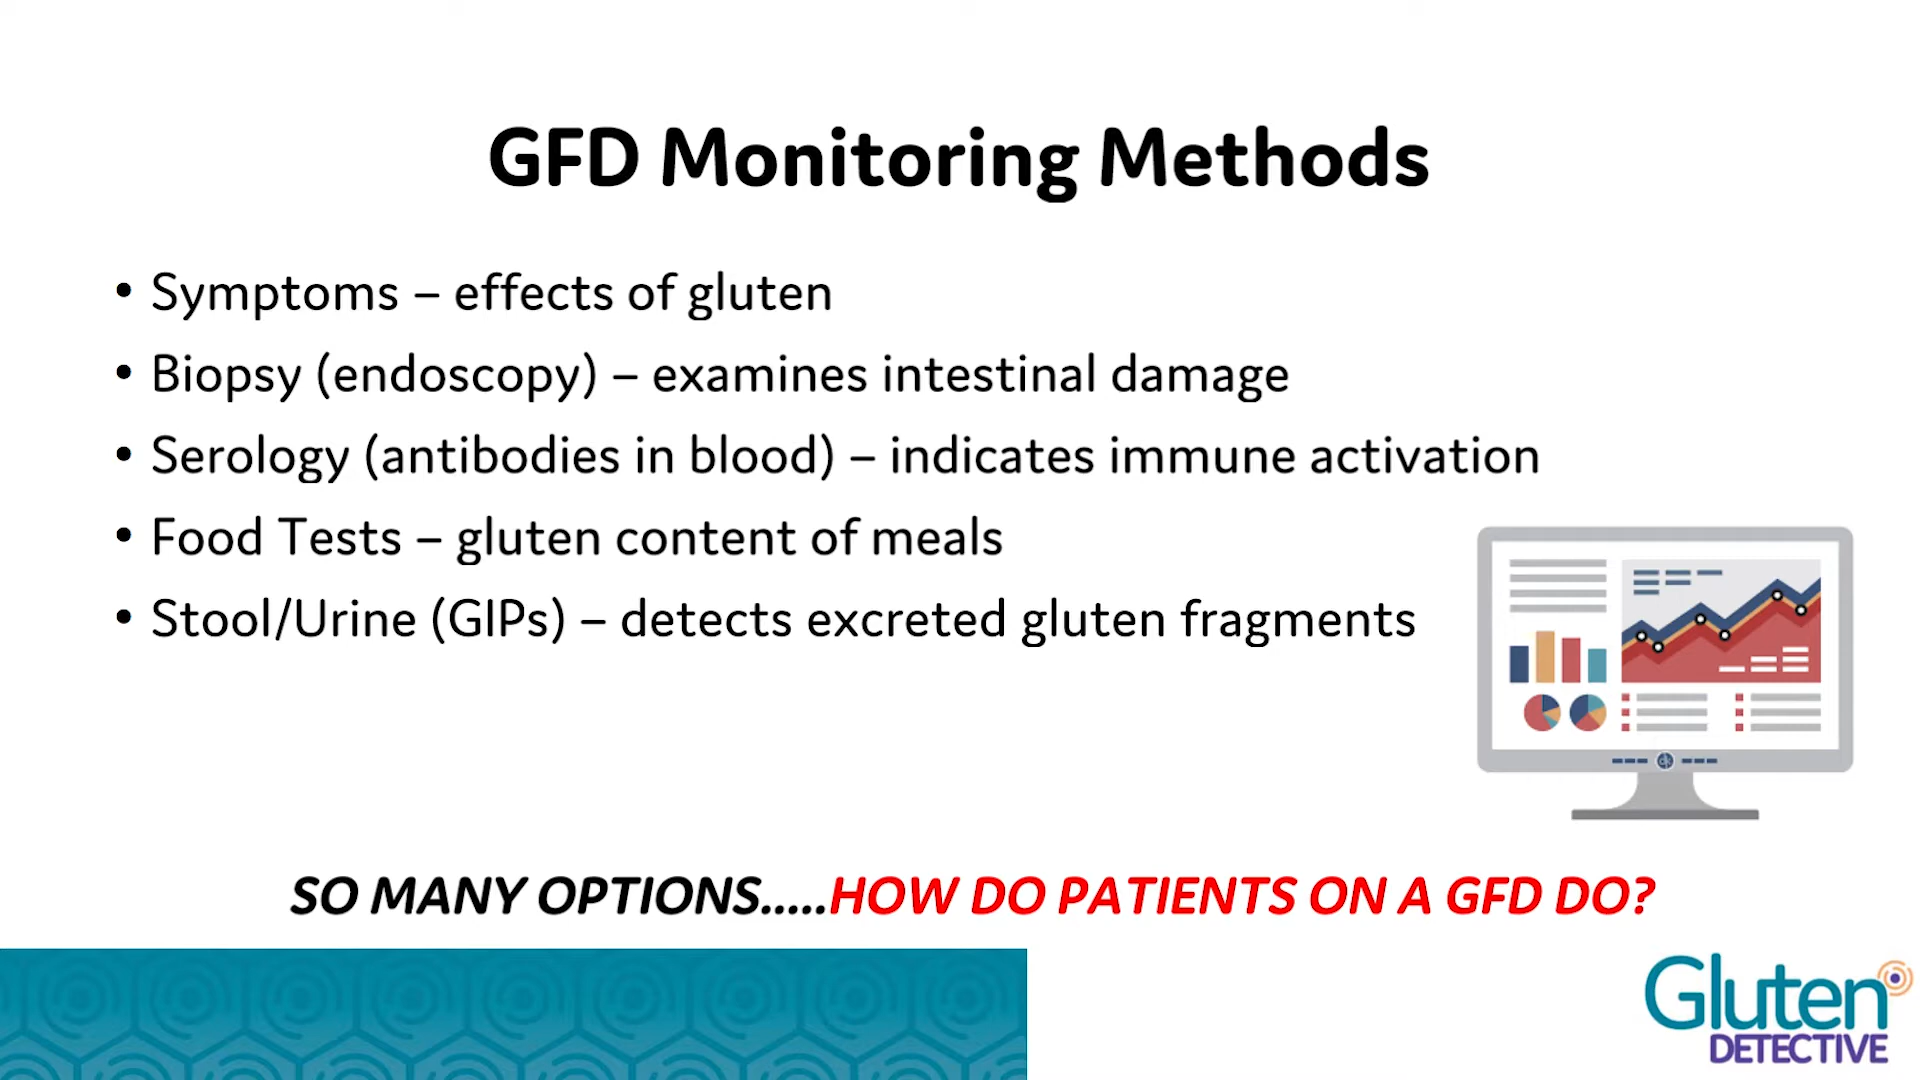 GFD Monitoring Methods
• Symptoms – effects of gluten
• Biopsy (endoscopy) – examines intestinal damage
• Serology (antibodies in blood) – indicates immune activation
• Food Tests – gluten content of meals
• Stool/Urine (GIPs) – detects excreted gluten fragments
SO MANY OPTIONS.....HOW DO PATIENTS ON A GFD DO?
Gluten
DETECTIVE